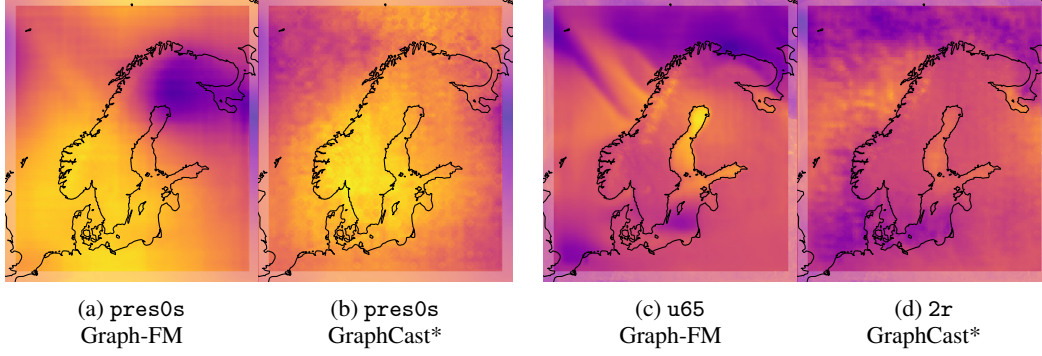 (a) pres0s
Graph-FM
(b) pres0s
GraphCast*
(c) u65
Graph-FM
(d) 2r
GraphCast*